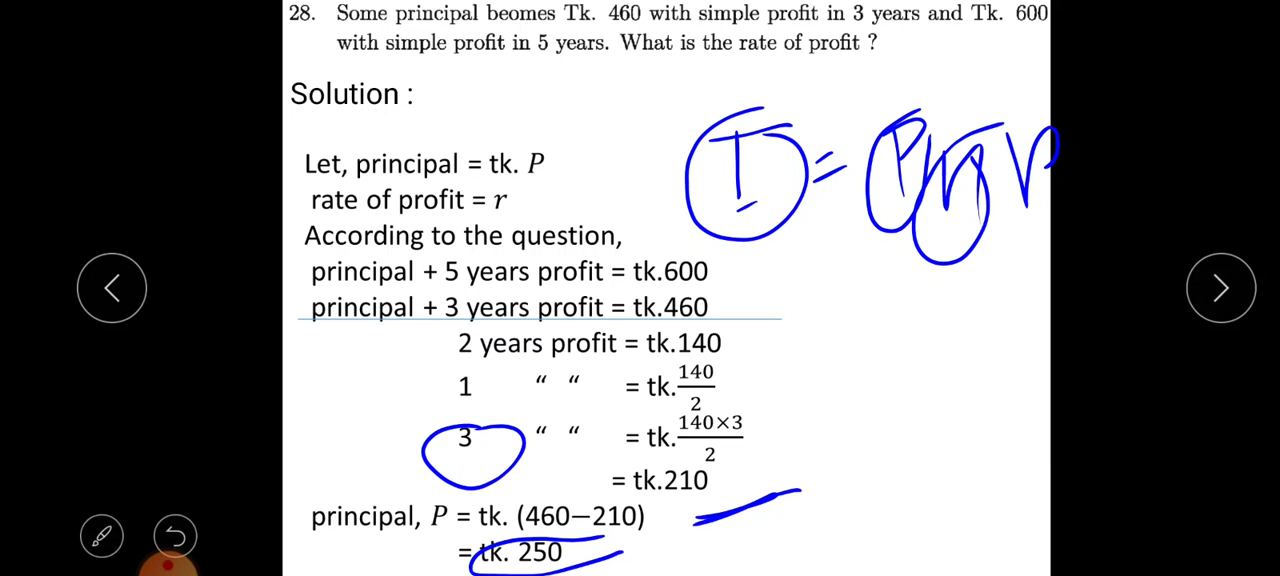 28. Some principal beomes Tk. 460 with simple profit in 3 years and Tk. 600
with simple profit in 5 years. What is the rate of profit ?
Solution :
I = Pnr
Let, principal = tk. P
rate of profit = r
According to the question,
principal + 5 years profit = tk.600
principal + 3 years profit = tk.460
2 years profit = tk.140
1 “ “ = tk.140/2
3 “ “ = tk.140×3/2
= tk.210
principal, P = tk. (460−210)
= tk. 250